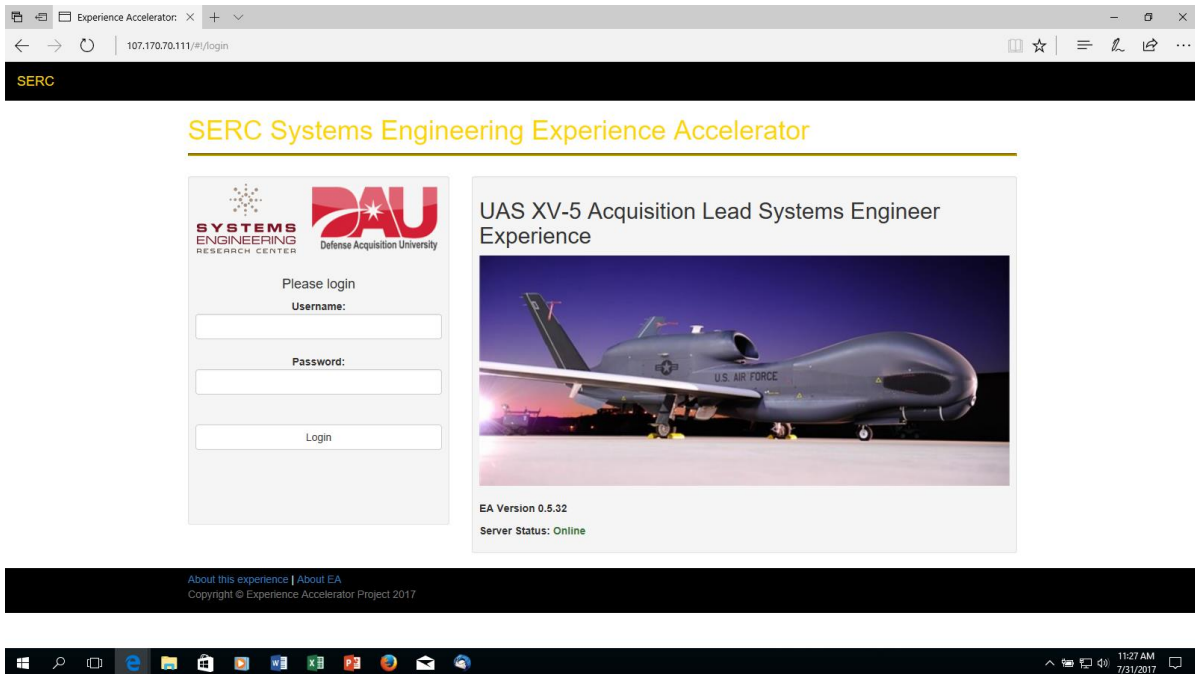 Experience Accelerator:
107.170.70.111/#!/login
SERC
SERC Systems Engineering Experience Accelerator
SYSTEMS
ENGINEERING
RESEARCH CENTER
DAU
Defense Acquisition University
Please login
Username:
Password:
Login
UAS XV-5 Acquisition Lead Systems Engineer
Experience
U.S. AIR FORCE
EA Version 0.5.32
Server Status: Online
About this experience | About EA
Copyright © Experience Accelerator Project 2017
11:27 AM
7/31/2017